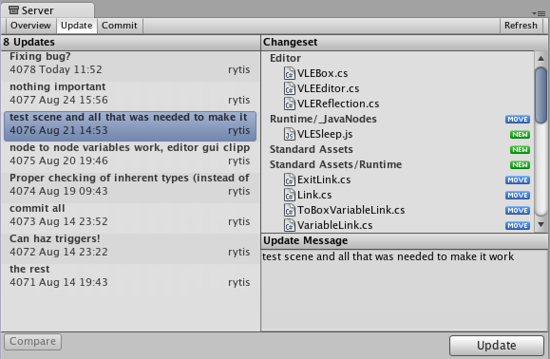 Server
Overview Update Commit Refresh
8 Updates
Fixing bug?
4078 Today 11:52 rytis
nothing important
4077 Aug 24 15:56 rytis
test scene and all that was needed to make it
4076 Aug 21 14:53 rytis
node to node variables work, editor gui clipp
4075 Aug 20 19:46 rytis
Proper checking of inherent types (instead of
4074 Aug 19 09:43 rytis
commit all
4073 Aug 14 23:52 rytis
Can haz triggers!
4072 Aug 14 23:22 rytis
the rest
4071 Aug 14 19:43 rytis
Compare
Changeset
Editor
VLEBox.cs
VLEEditor.cs
VLEReflection.cs
Runtime/_JavaNodes MOVE
VLESleep.js NEW
Standard Assets NEW
Standard Assets/Runtime
ExitLink.cs MOVE
Link.cs MOVE
ToBoxVariableLink.cs MOVE
VariableLink.cs MOVE
Update Message
test scene and all that was needed to make it work
Update